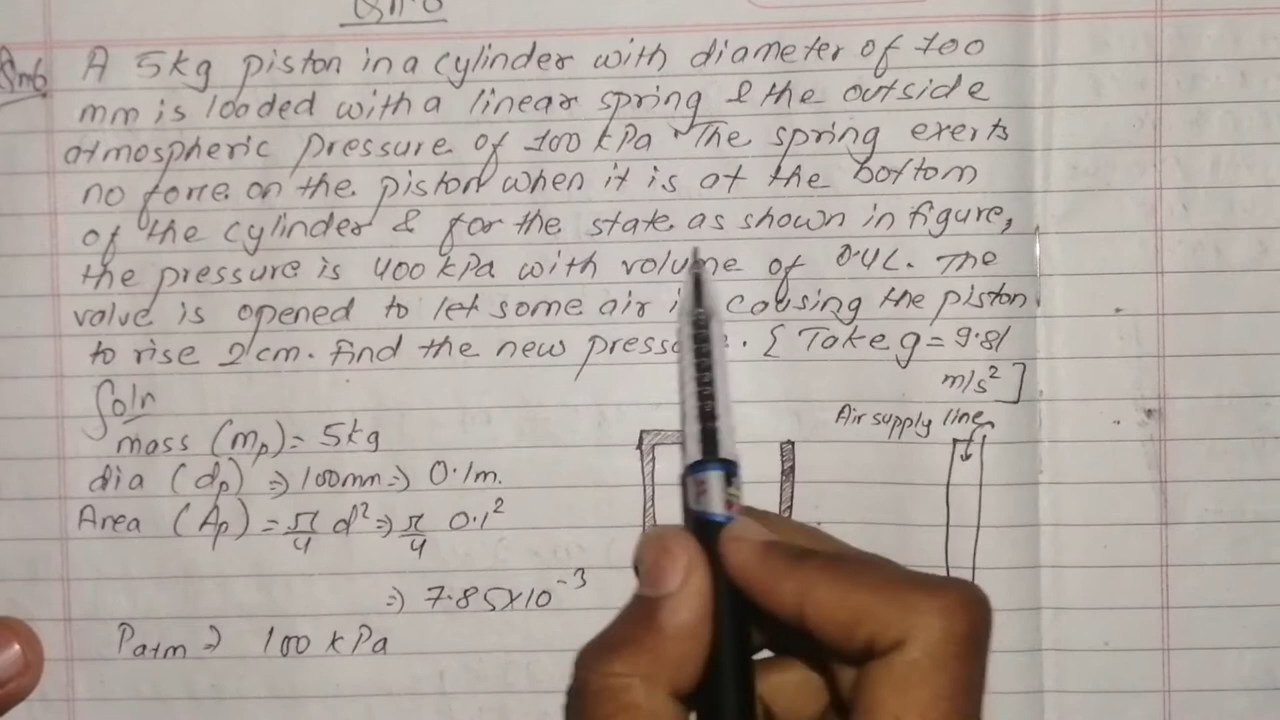 Qn6 A 5kg piston in a cylinder with diameter of 100
mm is loaded with a linear spring & the outside
atmospheric pressure of 100 kPa. The spring exerts
no force on the piston when it is at the bottom
of the cylinder & for the state as shown in figure,
the pressure is 400 kPa with volume of 0.4L. The
valve is opened to let some air i causing the piston
to rise 2 cm. Find the new press . [ Take g = 9.81
m/s² ]
Soln
mass (mp) = 5kg
dia (dp) ⇒ 100mm ⇒ 0.1m.
Area (Ap) = π/4 d² ⇒ π/4 0.1²
⇒ 7.85×10⁻³
Patm ⇒ 100 kPa
Air supply line